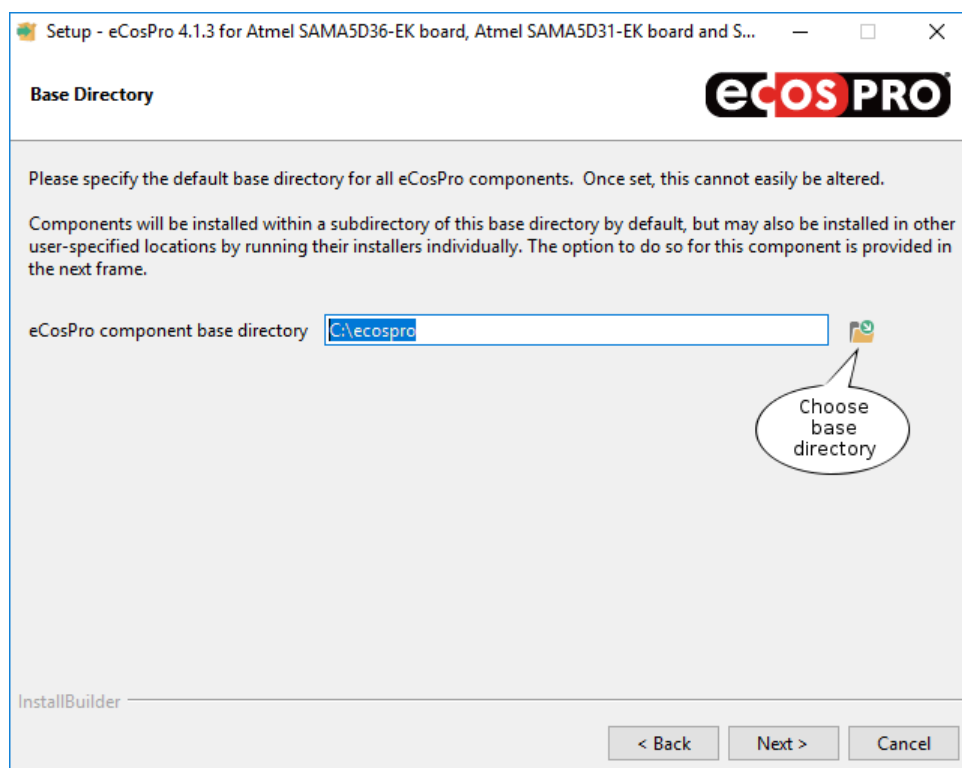 Setup - eCosPro 4.1.3 for Atmel SAMA5D36-EK board, Atmel SAMA5D31-EK board and S...
Base Directory
eCOS PRO
Please specify the default base directory for all eCosPro components.  Once set, this cannot easily be altered.
Components will be installed within a subdirectory of this base directory by default, but may also be installed in other
user-specified locations by running their installers individually. The option to do so for this component is provided in
the next frame.
eCosPro component base directory
C:\ecospro
Choose
base
directory
InstallBuilder
< Back
Next >
Cancel